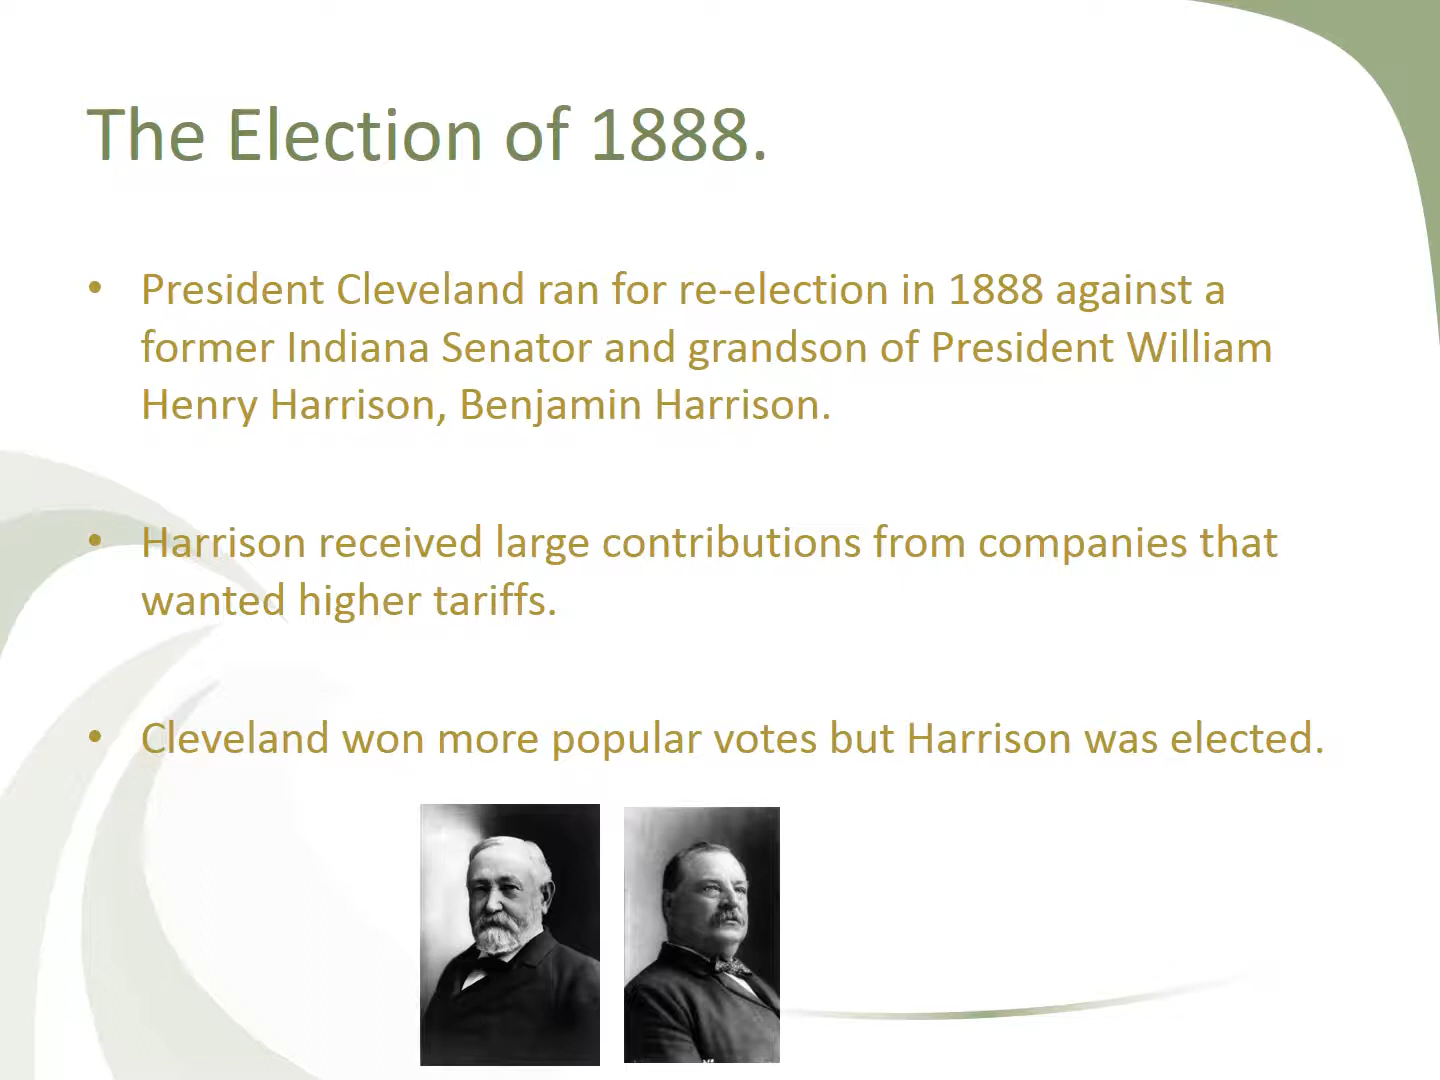 The Election of 1888.
• President Cleveland ran for re-election in 1888 against a
former Indiana Senator and grandson of President William
Henry Harrison, Benjamin Harrison.
• Harrison received large contributions from companies that
wanted higher tariffs.
• Cleveland won more popular votes but Harrison was elected.